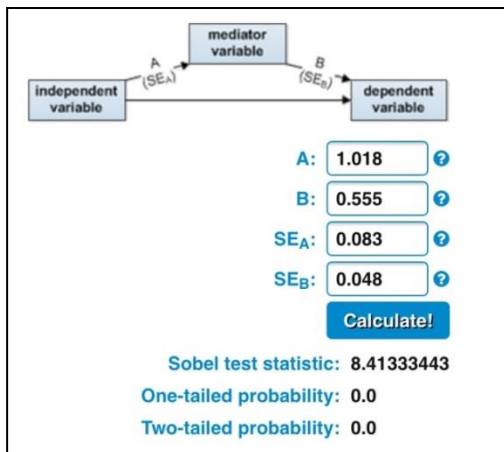 mediator
variable
A
(SEA)
B
(SEB)
independent
variable
dependent
variable
A: 1.018 ?
B: 0.555 ?
SEA: 0.083 ?
SEB: 0.048 ?
Calculate!
Sobel test statistic: 8.41333443
One-tailed probability: 0.0
Two-tailed probability: 0.0